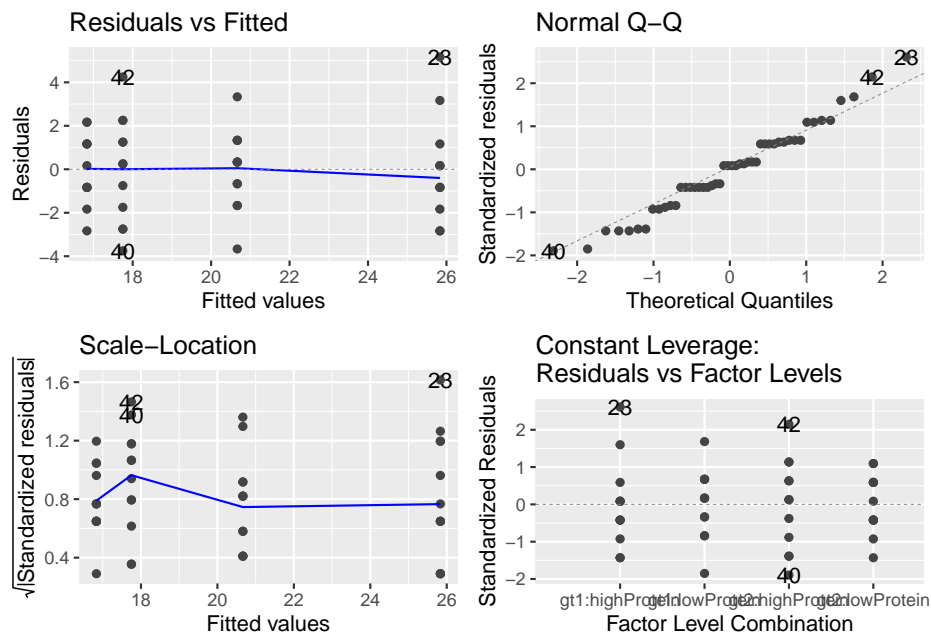 Residuals vs Fitted
Residuals
4
2
0
−2
−4
42
40
28
18
20
22
24
26
Fitted values
Normal Q−Q
Standardized residuals
2
1
0
−1
−2
40
42
28
−2
−1
0
1
2
Theoretical Quantiles
Scale−Location
√|Standardized residuals|
1.6
1.2
0.8
0.4
42
40
28
18
20
22
24
26
Fitted values
Constant Leverage:
Residuals vs Factor Levels
Standardized Residuals
2
1
0
−1
−2
28
42
40
gt1:highProtein
gt1:lowProtein
gt2:highProtein
gt2:lowProtein
Factor Level Combination